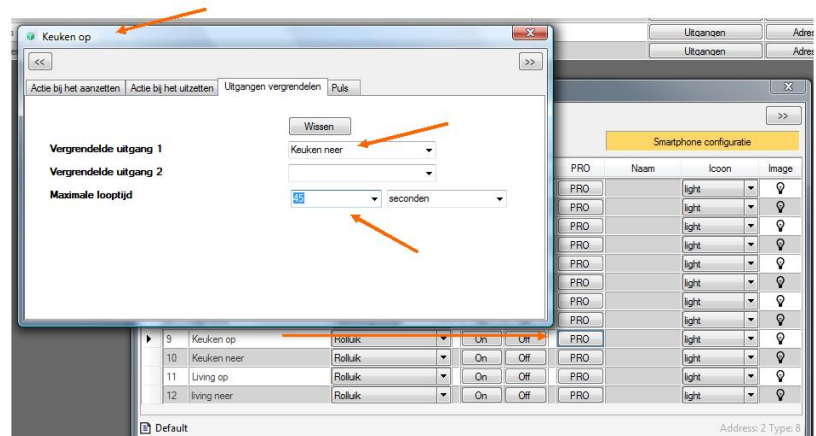 Keuken op
Uitgangen Adres
Uitgangen Adres
<< >>
Actie bij het aanzetten Actie bij het uitzetten Uitgangen vergrendelen Puls
>>
Wissen
Smartphone configuratie
Vergrendelde uitgang 1 Keuken neer
Vergrendelde uitgang 2
Maximale looptijd 45 seconden
PRO Naam Icoon Image
PRO light
PRO light
PRO light
PRO light
PRO light
PRO light
PRO light
PRO light
9 Keuken op Rolluik On Off PRO light
10 Keuken neer Rolluik On Off PRO light
11 Living op Rolluik On Off PRO light
12 living neer Rolluik On Off PRO light
Default Address: 2 Type: 8